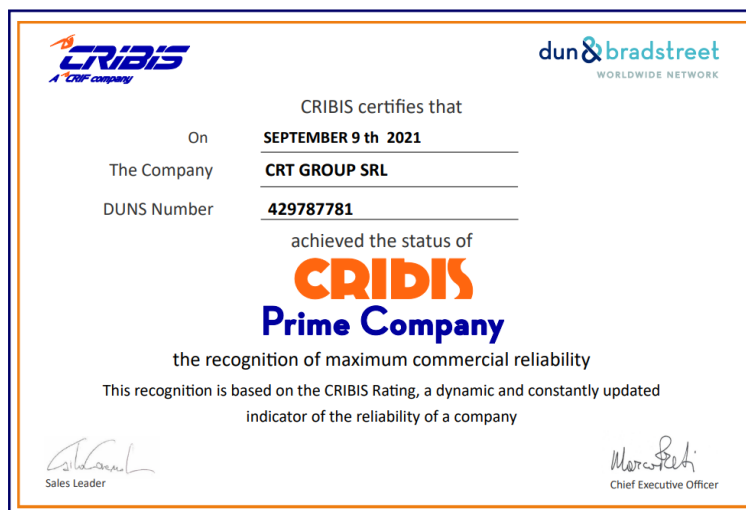 CRIBIS
A CRIF company
dun & bradstreet
WORLDWIDE NETWORK
CRIBIS certifies that
On SEPTEMBER 9 th 2021
The Company CRT GROUP SRL
DUNS Number 429787781
achieved the status of
CRIBIS
Prime Company
the recognition of maximum commercial reliability
This recognition is based on the CRIBIS Rating, a dynamic and constantly updated
indicator of the reliability of a company
Sales Leader
Chief Executive Officer